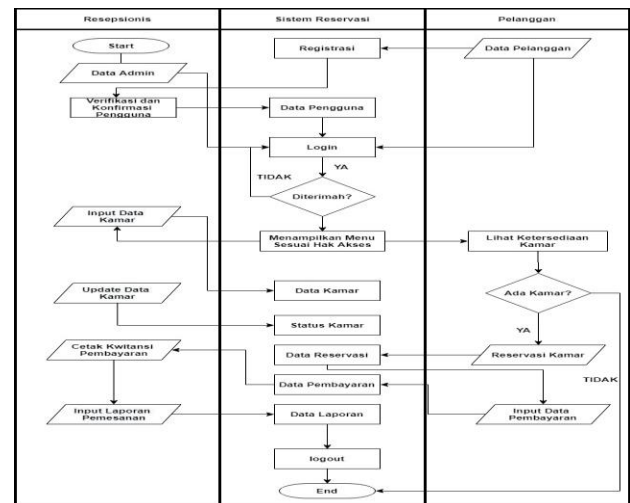 Resepsionis
Sistem Reservasi
Pelanggan
Start
Registrasi
Data Pelanggan
Data Admin
Verifikasi dan
Konfirmasi
Pengguna
Data Pengguna
Login
YA
TIDAK
Diterimah?
Input Data
Kamar
Menampilkan Menu
Sesuai Hak Akses
Lihat Ketersediaan
Kamar
Update Data
Kamar
Data Kamar
Ada Kamar?
Status Kamar
YA
Cetak Kwitansi
Pembayaran
Data Reservasi
Reservasi Kamar
TIDAK
Data Pembayaran
Input Laporan
Pemesanan
Data Laporan
Input Data
Pembayaran
logout
End